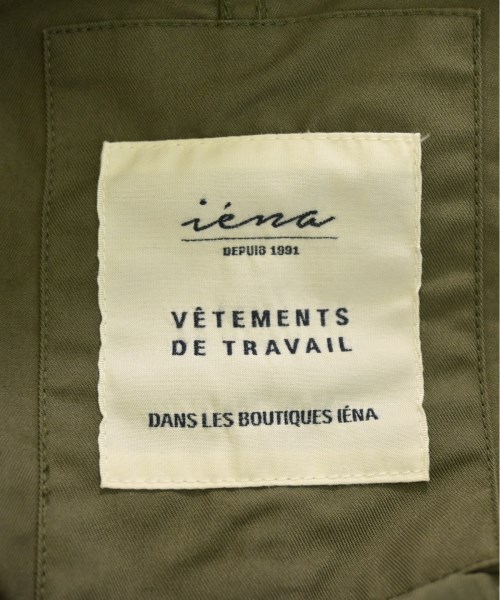 iéna
DEPUIS 1991
VÊTEMENTS
DE TRAVAIL
DANS LES BOUTIQUES IÉNA